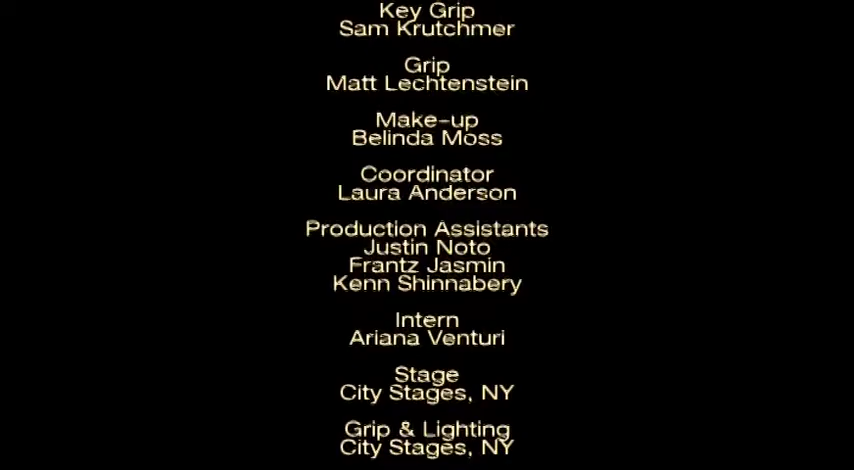 Key Grip
Sam Krutchmer
Grip
Matt Lechtenstein
Make-up
Belinda Moss
Coordinator
Laura Anderson
Production Assistants
Justin Noto
Frantz Jasmin
Kenn Shinnabery
Intern
Ariana Venturi
Stage
City Stages, NY
Grip & Lighting
City Stages, NY